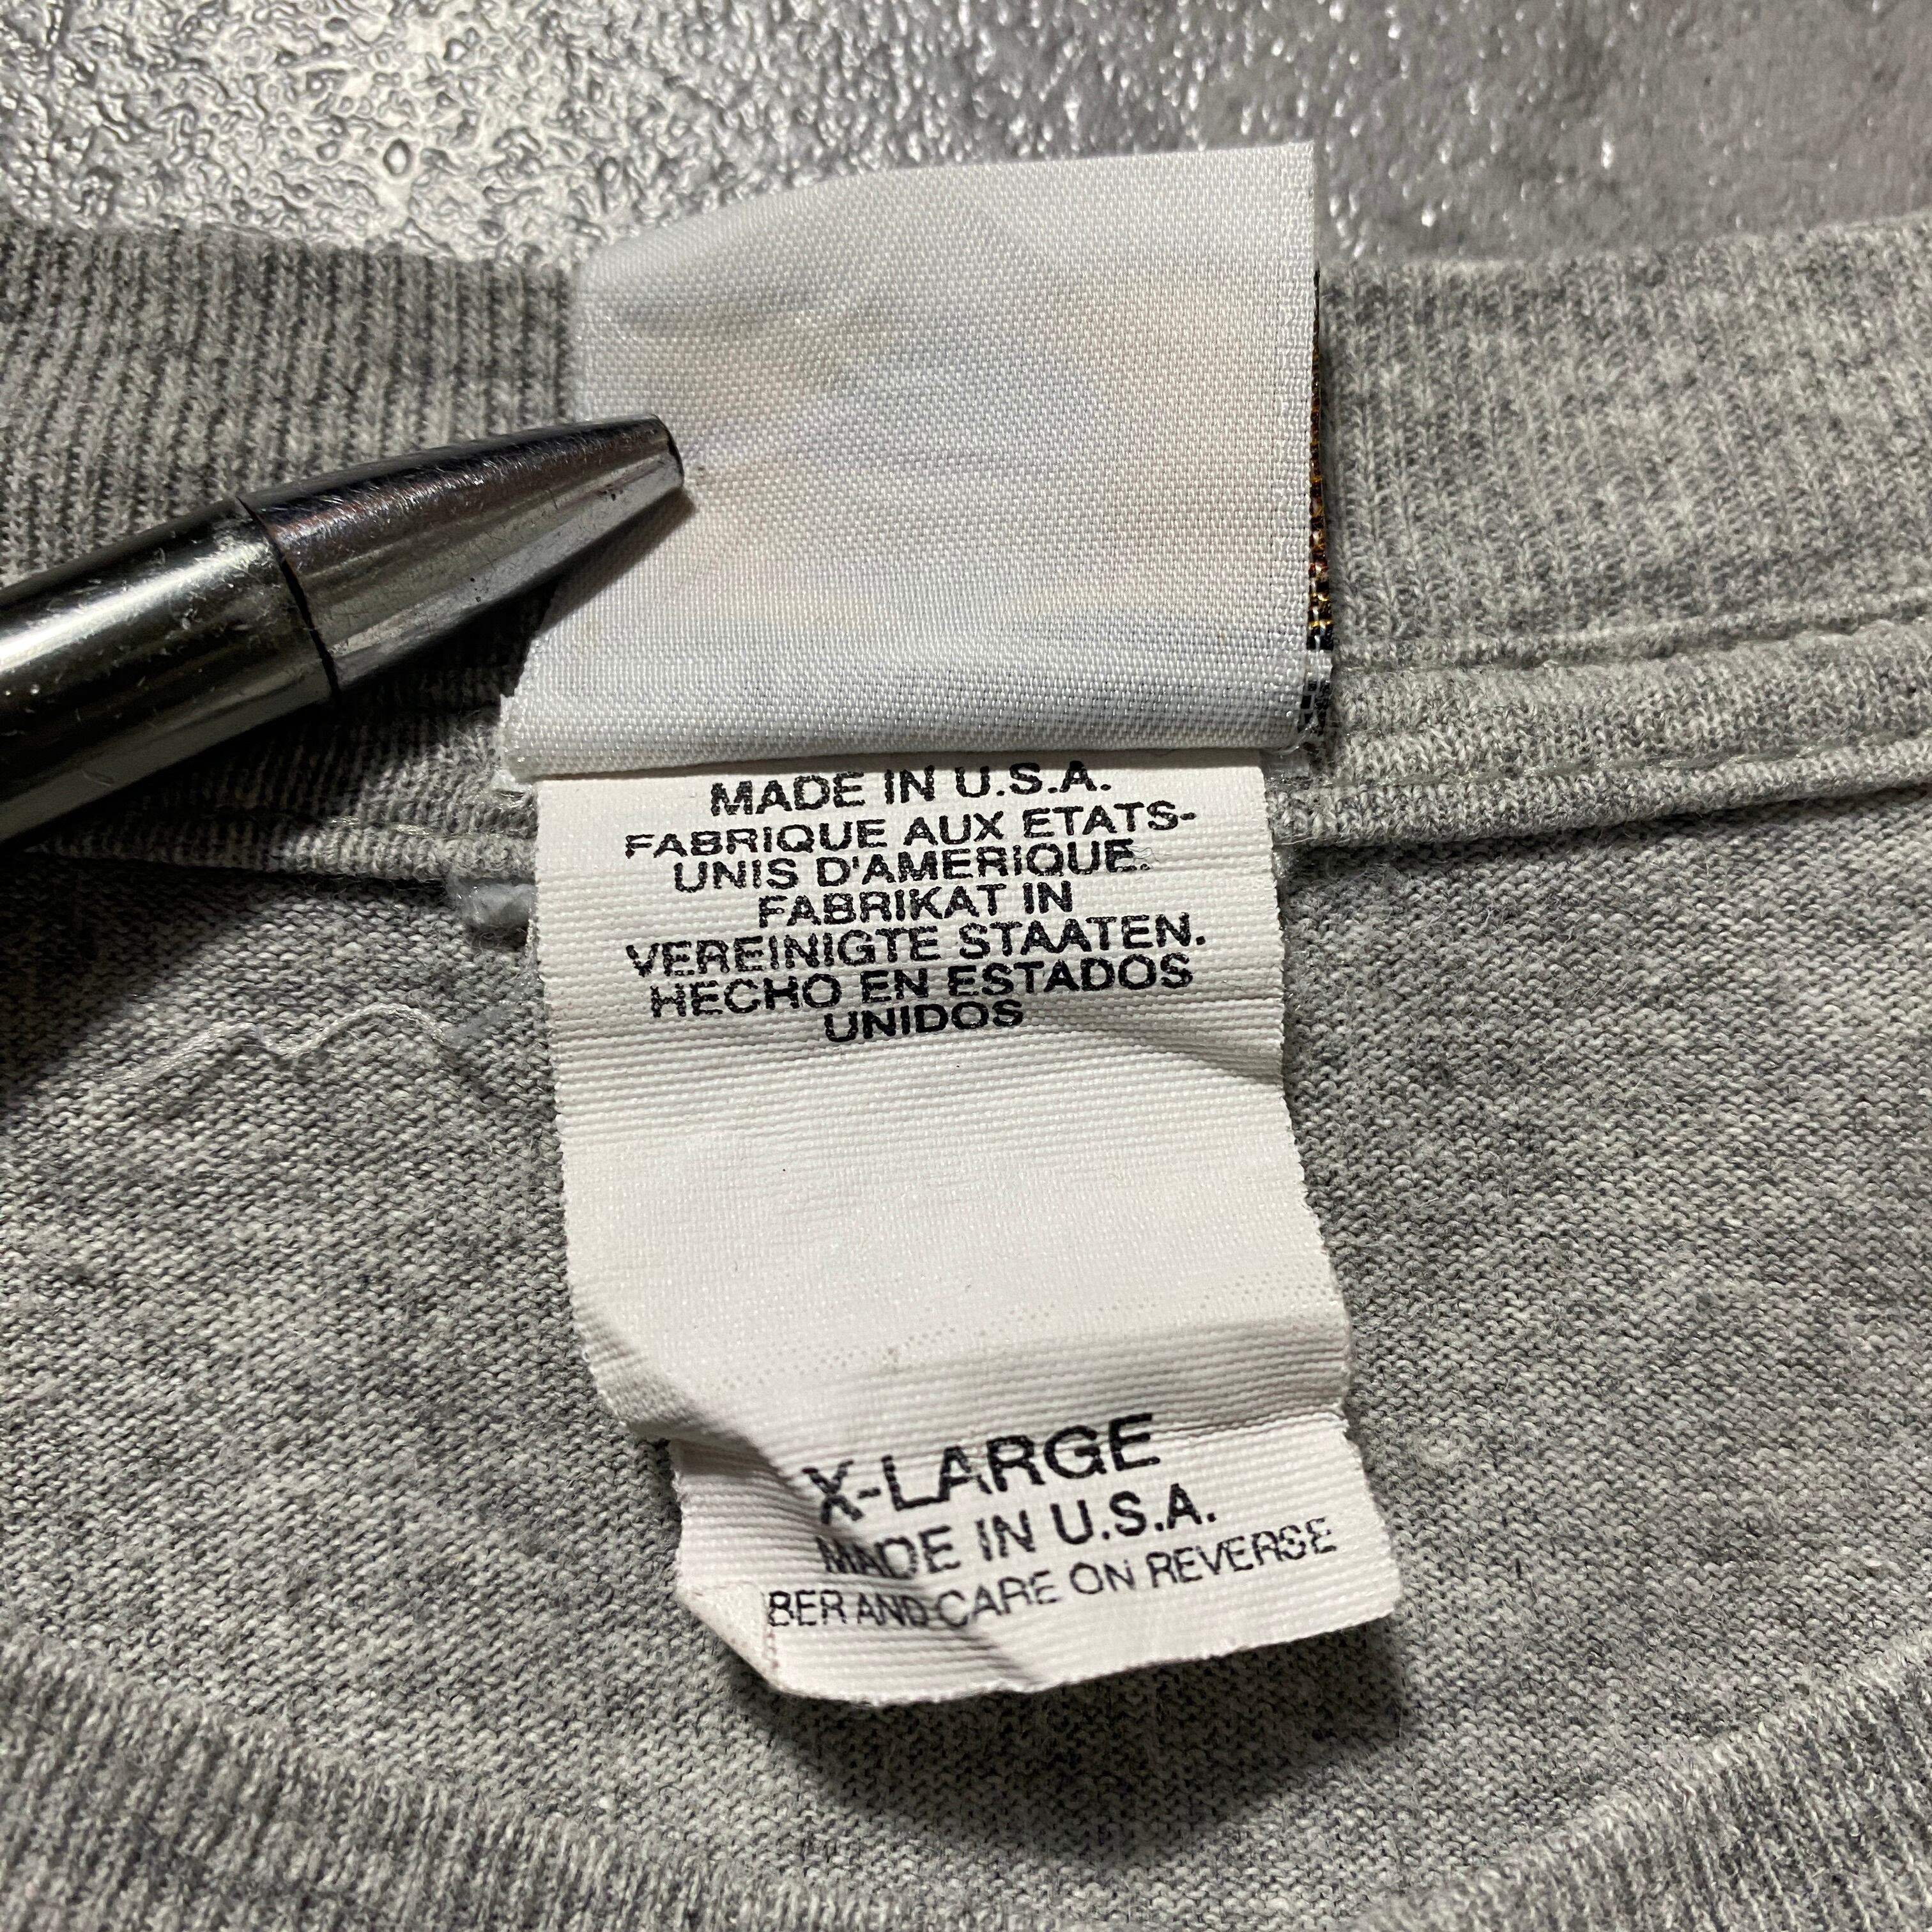 MADE IN U.S.A.
FABRIQUE AUX ETATS-
UNIS D'AMERIQUE.
FABRIKAT IN
VEREINIGTE STAATEN.
HECHO EN ESTADOS
UNIDOS
X-LARGE
MADE IN U.S.A.
BER AND CARE ON REVERSE